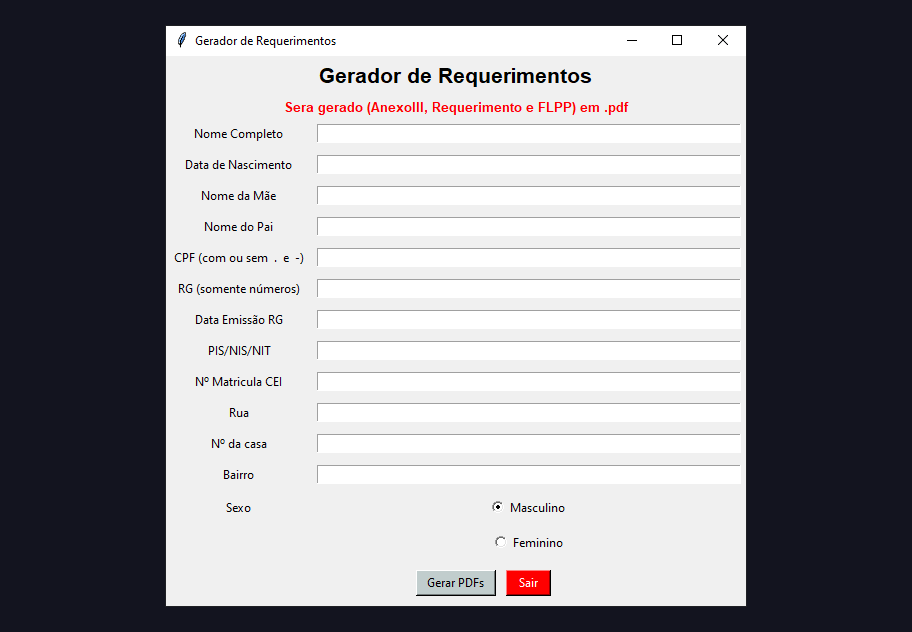 Gerador de Requerimentos
Gerador de Requerimentos
Sera gerado (AnexoIII, Requerimento e FLPP) em .pdf
Nome Completo
Data de Nascimento
Nome da Mãe
Nome do Pai
CPF (com ou sem . e -)
RG (somente números)
Data Emissão RG
PIS/NIS/NIT
Nº Matricula CEI
Rua
Nº da casa
Bairro
Sexo Masculino
Feminino
Gerar PDFs Sair